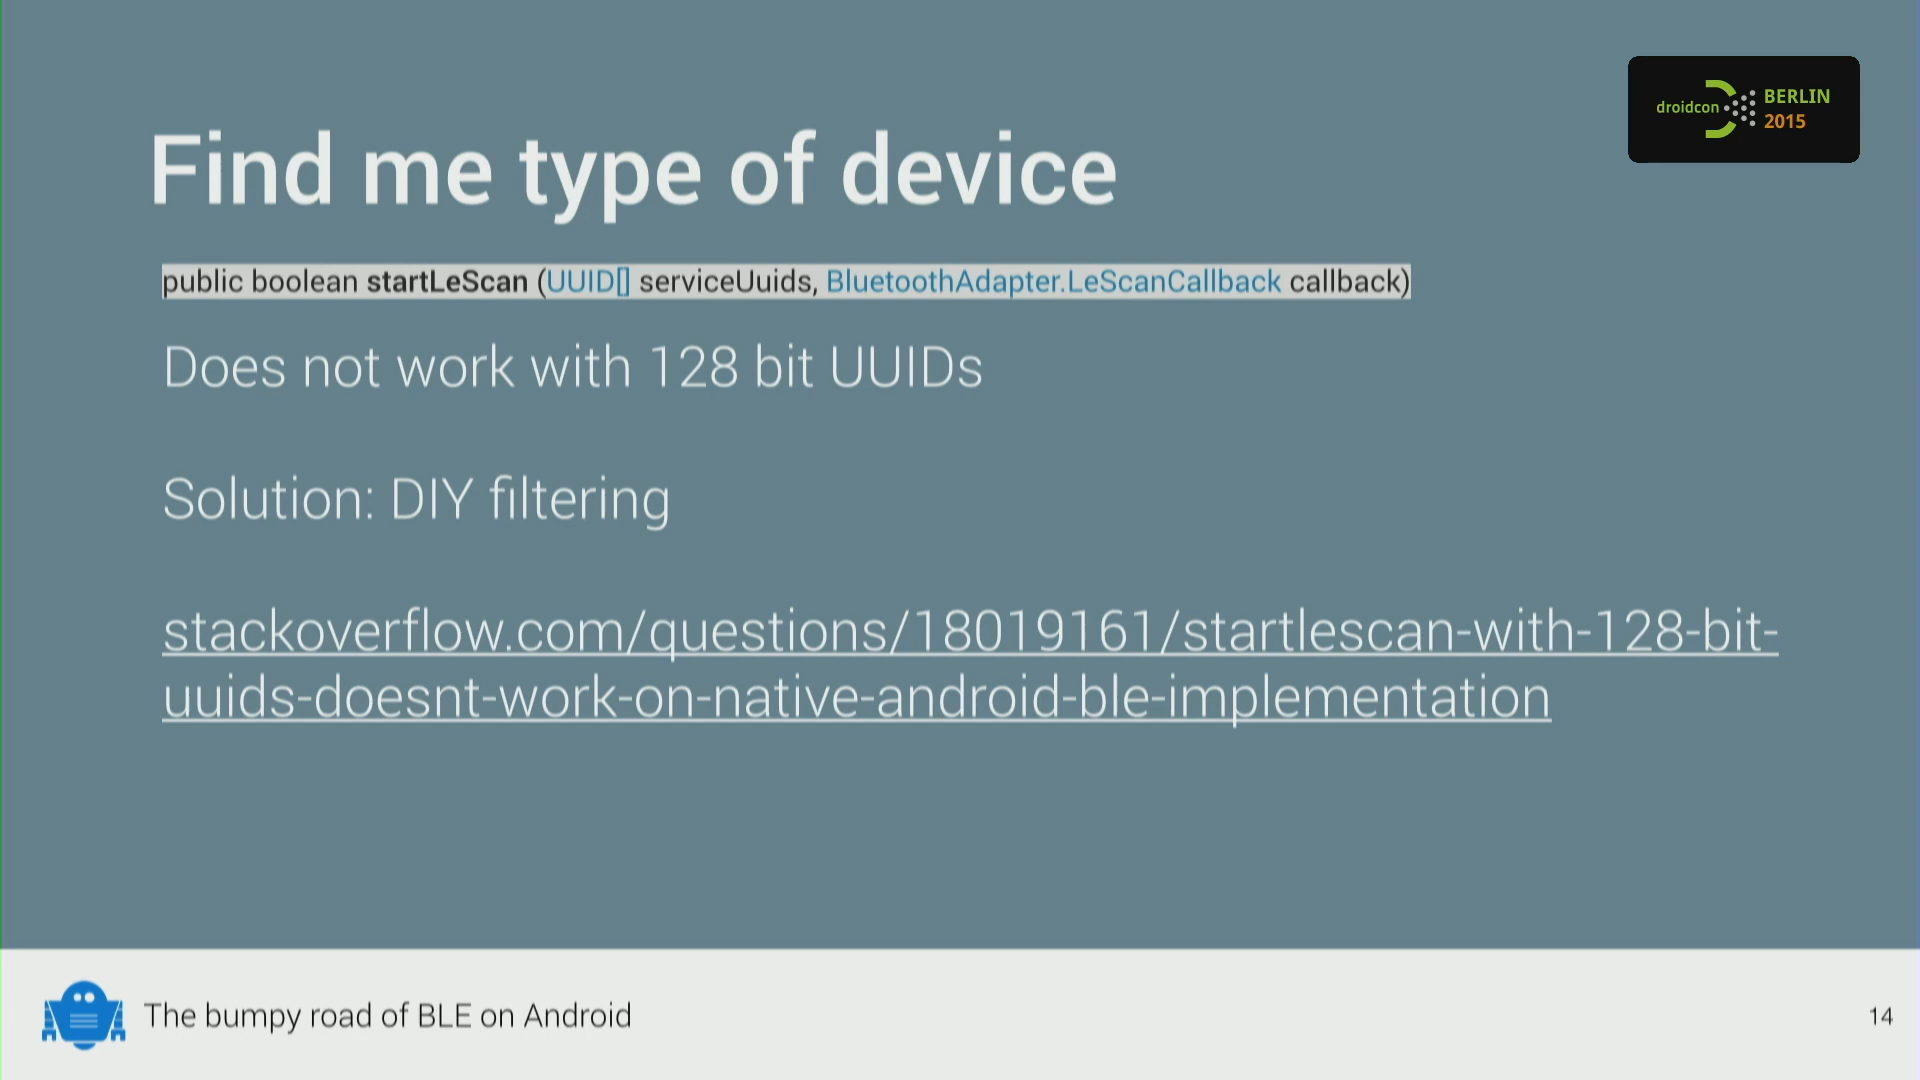 droidcon
BERLIN
2015
Find me type of device
public boolean startLeScan (UUID[] serviceUuids, BluetoothAdapter.LeScanCallback callback)
Does not work with 128 bit UUIDs
Solution: DIY filtering
stackoverflow.com/questions/18019161/startlescan-with-128-bit-
uuids-doesnt-work-on-native-android-ble-implementation
The bumpy road of BLE on Android
14